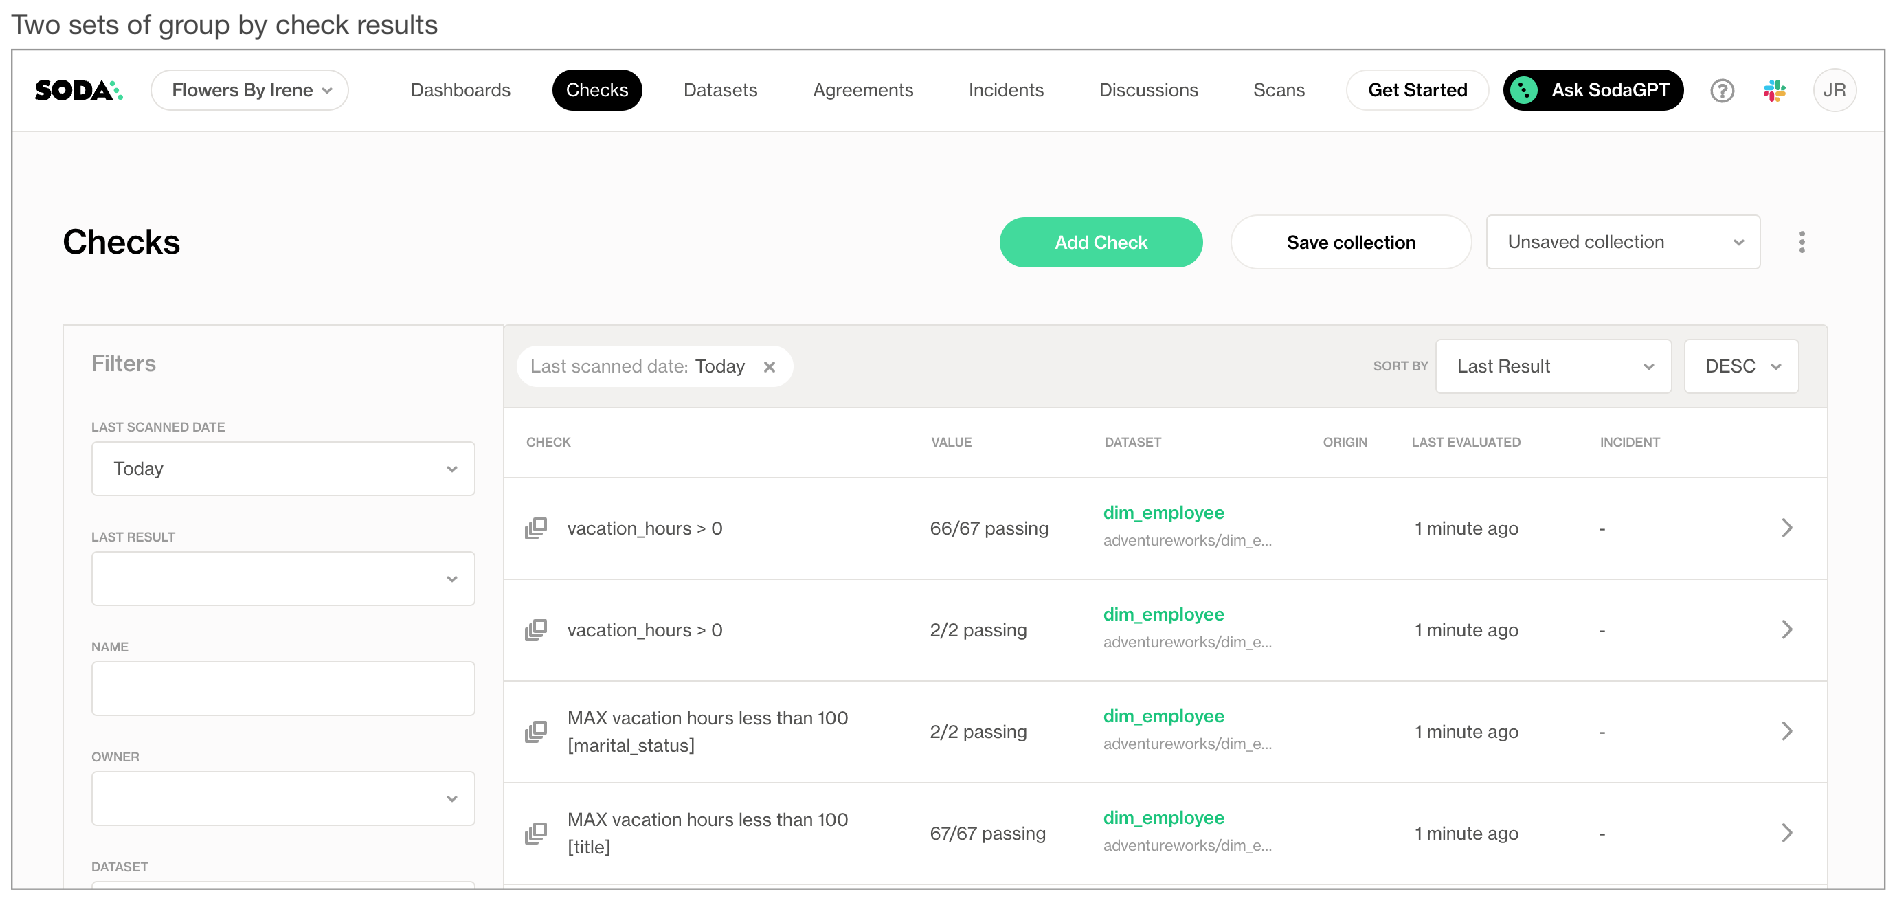 Two sets of group by check results
SODA
Flowers By Irene
Dashboards
Checks
Datasets
Agreements
Incidents
Discussions
Scans
Get Started
Ask SodaGPT
?
JR
Checks
Add Check
Save collection
Unsaved collection
Filters
LAST SCANNED DATE
Today
LAST RESULT
NAME
OWNER
DATASET
Last scanned date: Today
SORT BY
Last Result
DESC
CHECK VALUE DATASET ORIGIN LAST EVALUATED INCIDENT
vacation_hours > 0 66/67 passing dim_employee 1 minute ago -
adventureworks/dim_e...
vacation_hours > 0 2/2 passing dim_employee 1 minute ago -
adventureworks/dim_e...
MAX vacation hours less than 100 2/2 passing dim_employee 1 minute ago -
[marital_status] adventureworks/dim_e...
MAX vacation hours less than 100 67/67 passing dim_employee 1 minute ago -
[title] adventureworks/dim_e...